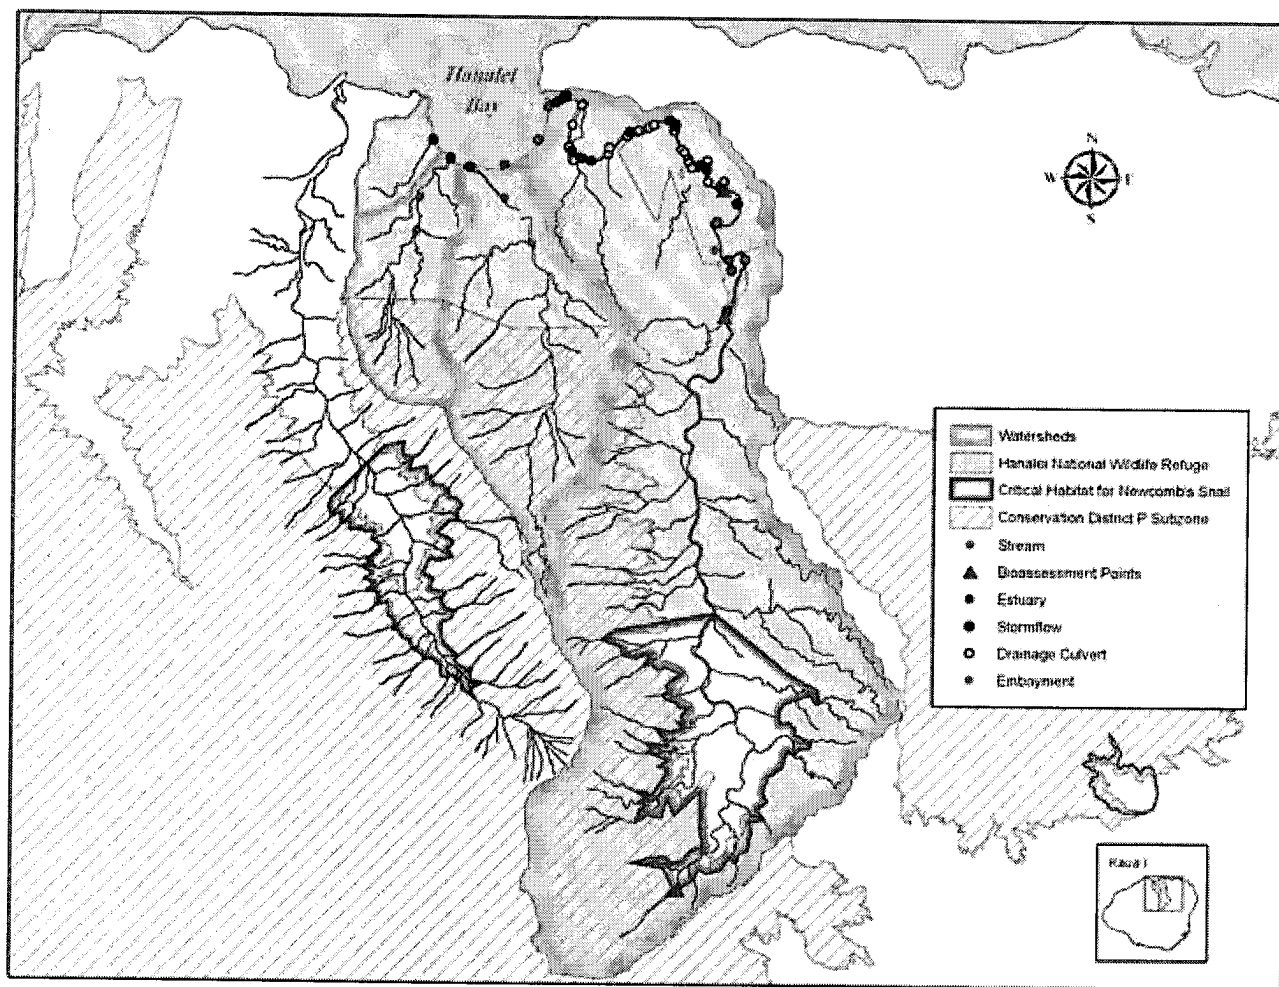 Hanalei
Bay
N
W E
S
Watersheds
Hanalei National Wildlife Refuge
Critical Habitat for Newcomb's Snail
Conservation District P Subzone
Stream
Bioassessment Points
Estuary
Stormflow
Drainage Culvert
Embayment
Kaua'i